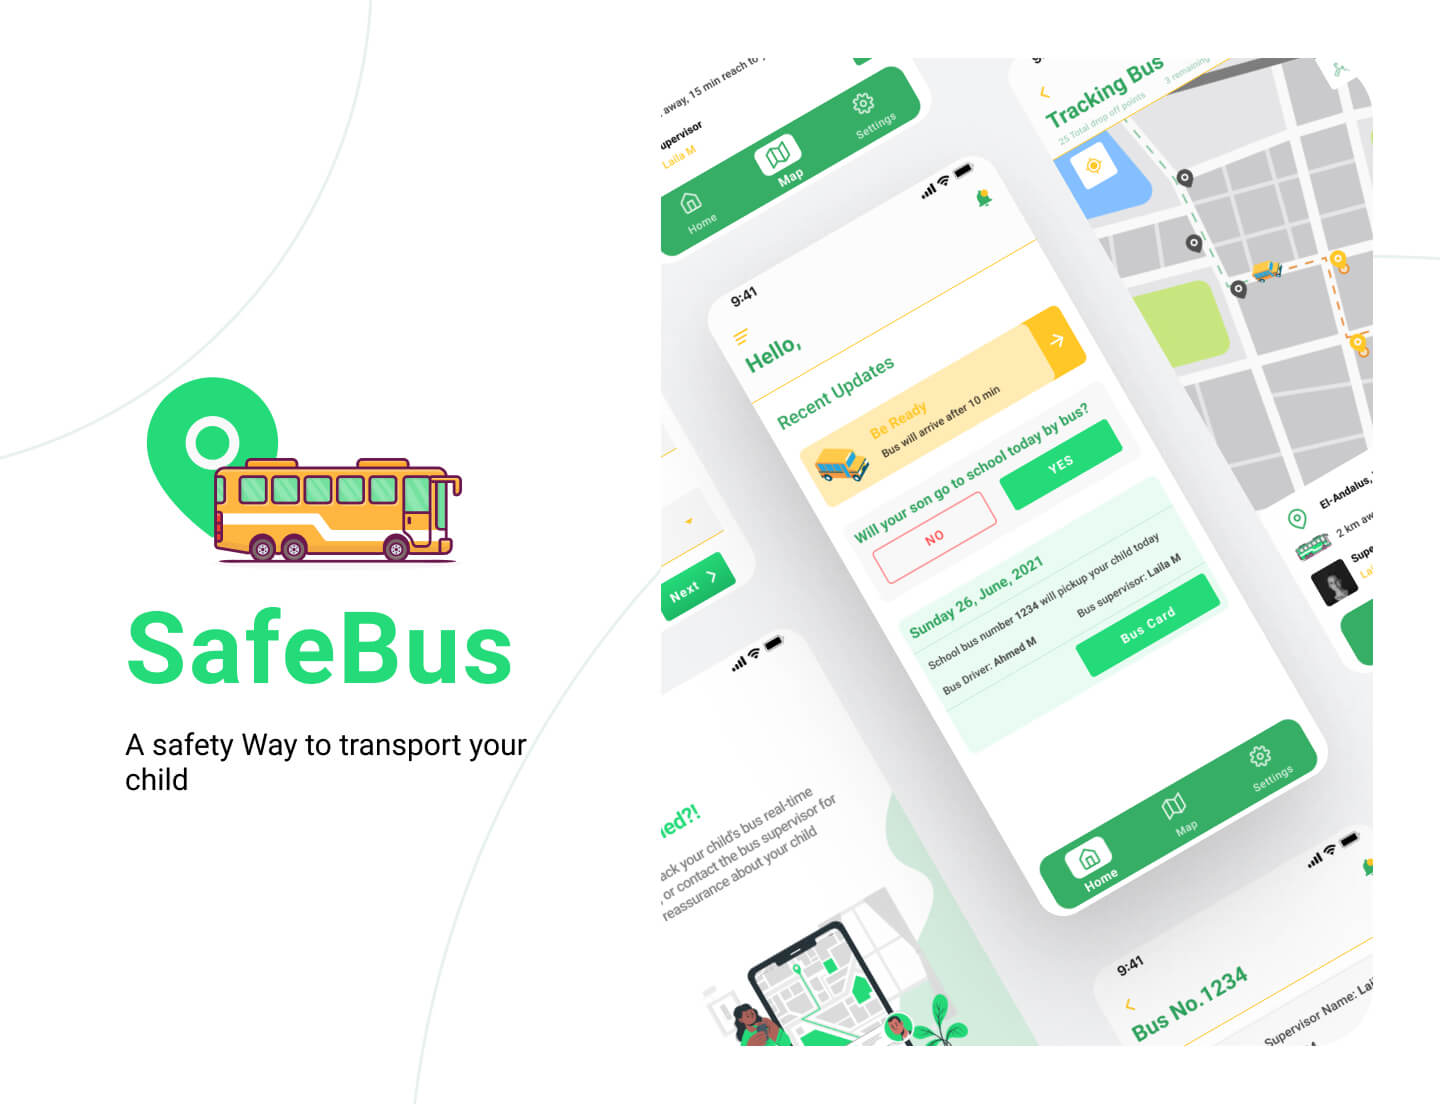 SafeBus
A safety Way to transport your
child
away, 15 min reach to
Supervisor
Laila M
Home
Map
Settings
Next
9:41
Hello,
Recent Updates
Be Ready
Bus will arrive after 10 min
Will your son go to school today by bus?
NO
YES
Sunday 26, June, 2021
School bus number 1234 will pickup your child today
Bus Driver: Ahmed M
Bus supervisor: Laila M
Bus Card
Home
Map
Settings
Tracking Bus
25 Total drop off points
3 remaining
El-Andalus,
2 km aw
Supe
La
ed?!
ack your child's bus real-time
, or contact the bus supervisor for
reassurance about your child
9:41
Bus No.1234
Supervisor Name: Lai